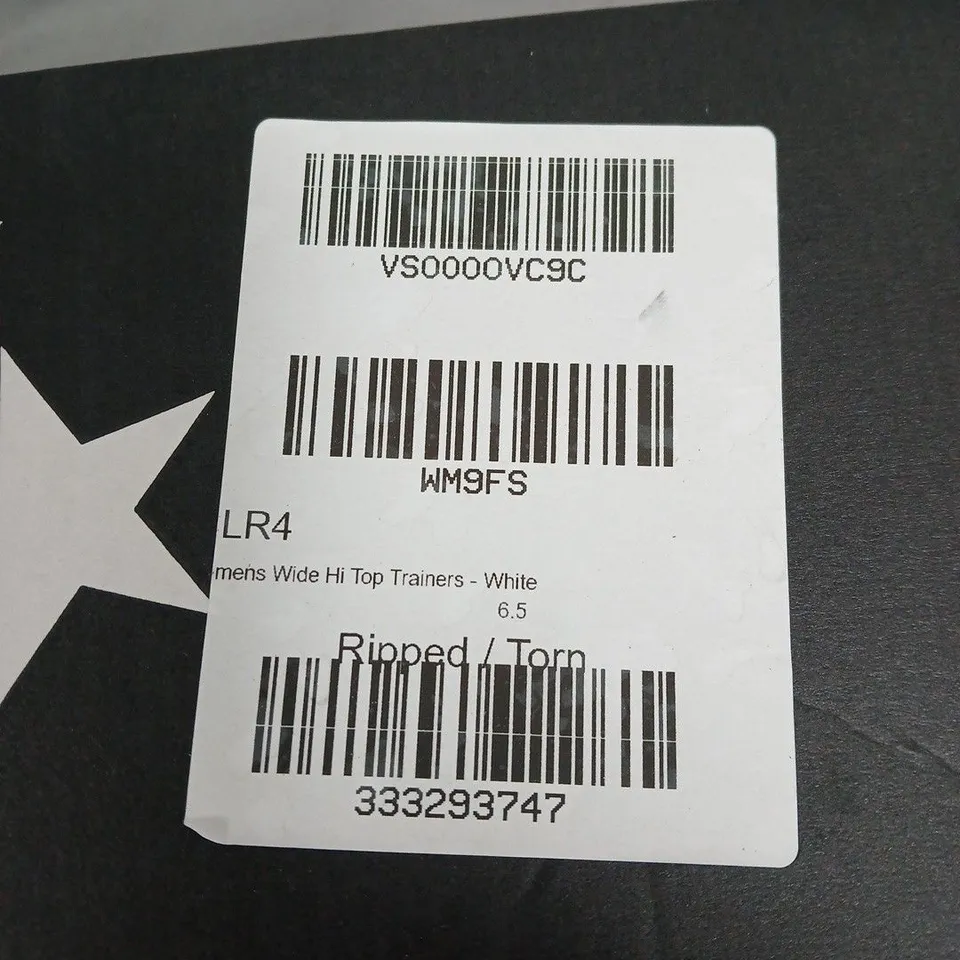 VS0000VC9C
WM9FS
LR4
mens Wide Hi Top Trainers - White
6.5
Ripped / Torn
333293747